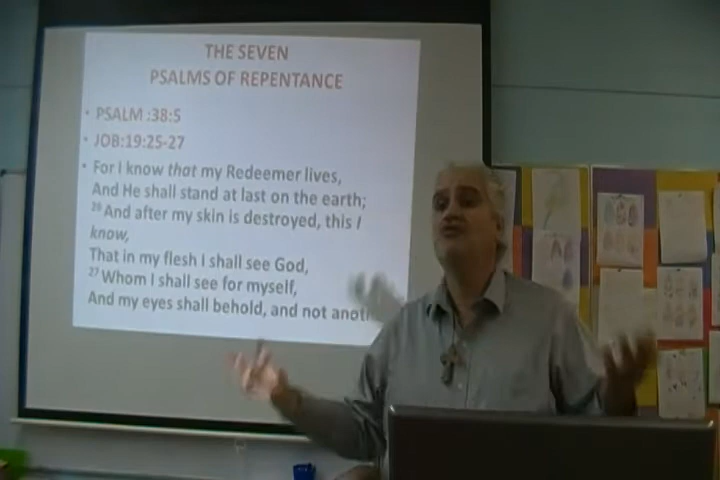 THE SEVEN
PSALMS OF REPENTANCE
• PSALM :38:5
• JOB:19:25-27
• For I know that my Redeemer lives,
And He shall stand at last on the earth;
26 And after my skin is destroyed, this I
know,
That in my flesh I shall see God,
27 Whom I shall see for myself,
And my eyes shall behold, and not anot